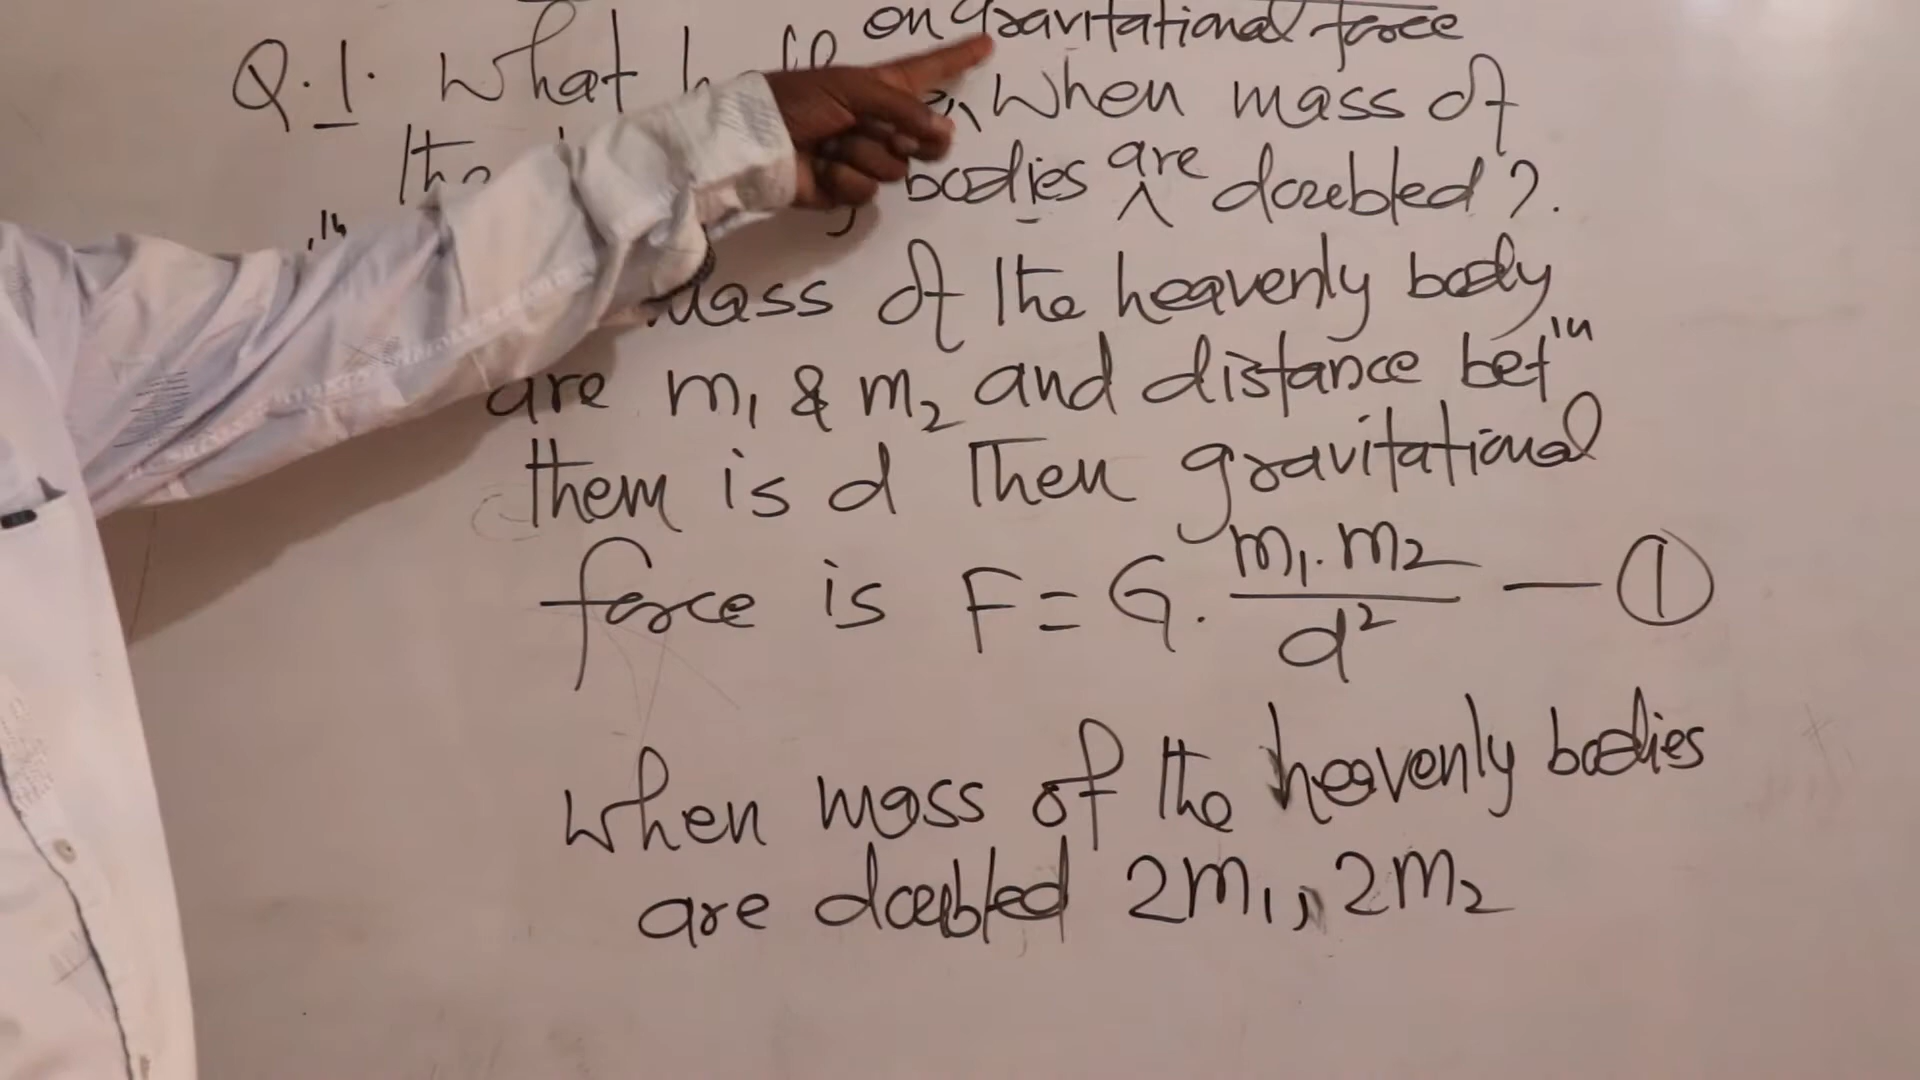 on Gravitational force
Q.1. What when mass of
bodies are doubled?
mass of the heavenly body
are m₁ & m₂ and distance betⁿ
them is d Then gravitational
force is F = G. m₁. m₂ / d² — ①
when mass of the heavenly bodies
are doubled 2m₁, 2m₂